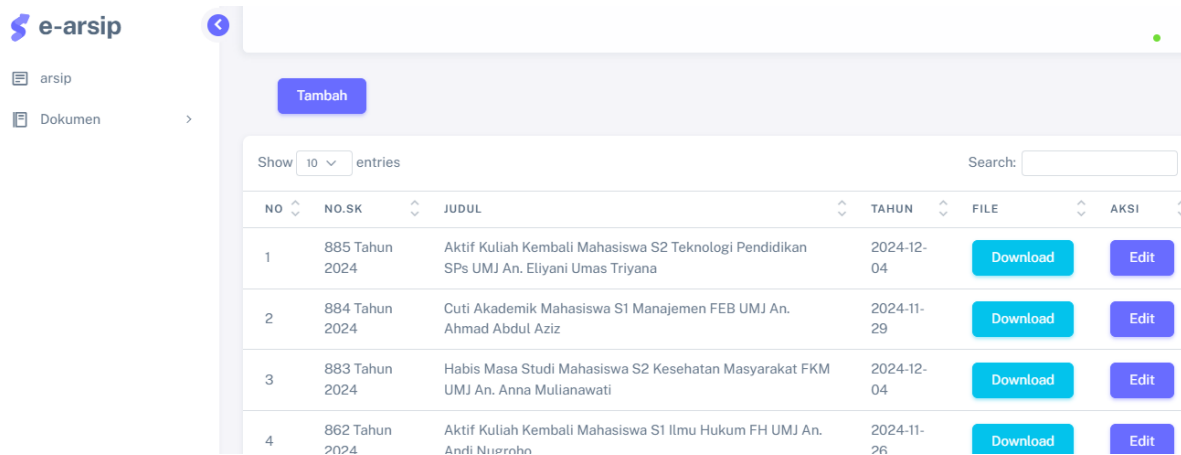 e-arsip
arsip
Dokumen
Tambah
Show 10 entries
Search:
NO NO.SK JUDUL TAHUN FILE AKSI
1 885 Tahun 2024 Aktif Kuliah Kembali Mahasiswa S2 Teknologi Pendidikan SPs UMJ An. Eliyani Umas Triyana 2024-12-04 Download Edit
2 884 Tahun 2024 Cuti Akademik Mahasiswa S1 Manajemen FEB UMJ An. Ahmad Abdul Aziz 2024-11-29 Download Edit
3 883 Tahun 2024 Habis Masa Studi Mahasiswa S2 Kesehatan Masyarakat FKM UMJ An. Anna Mulianawati 2024-12-04 Download Edit
4 862 Tahun 2024 Aktif Kuliah Kembali Mahasiswa S1 Ilmu Hukum FH UMJ An. Andi Nugroho 2024-11-26 Download Edit